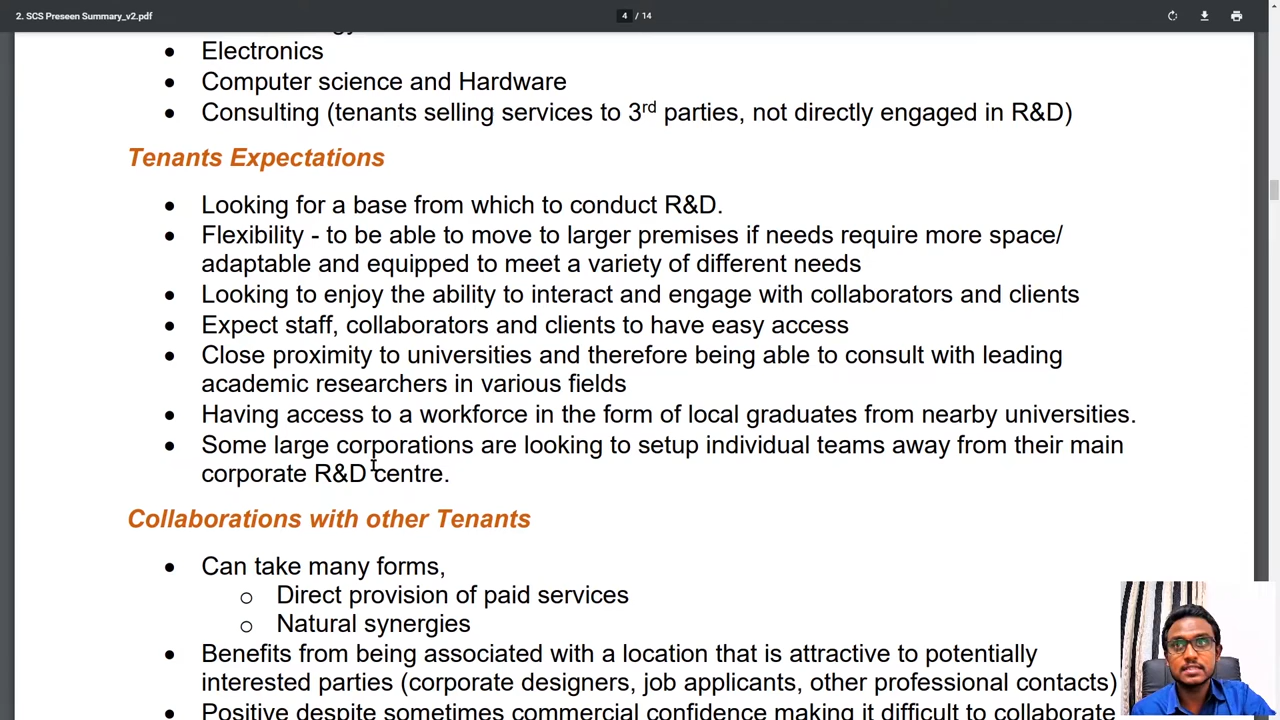 2. SCS Preseen Summary_v2.pdf
4 / 14
• Electronics
• Computer science and Hardware
• Consulting (tenants selling services to 3rd parties, not directly engaged in R&D)
Tenants Expectations
• Looking for a base from which to conduct R&D.
• Flexibility - to be able to move to larger premises if needs require more space/
adaptable and equipped to meet a variety of different needs
• Looking to enjoy the ability to interact and engage with collaborators and clients
• Expect staff, collaborators and clients to have easy access
• Close proximity to universities and therefore being able to consult with leading
academic researchers in various fields
• Having access to a workforce in the form of local graduates from nearby universities.
• Some large corporations are looking to setup individual teams away from their main
corporate R&D centre.
Collaborations with other Tenants
• Can take many forms,
o Direct provision of paid services
o Natural synergies
• Benefits from being associated with a location that is attractive to potentially
interested parties (corporate designers, job applicants, other professional contacts)
• Positive despite sometimes commercial confidence making it difficult to collaborate